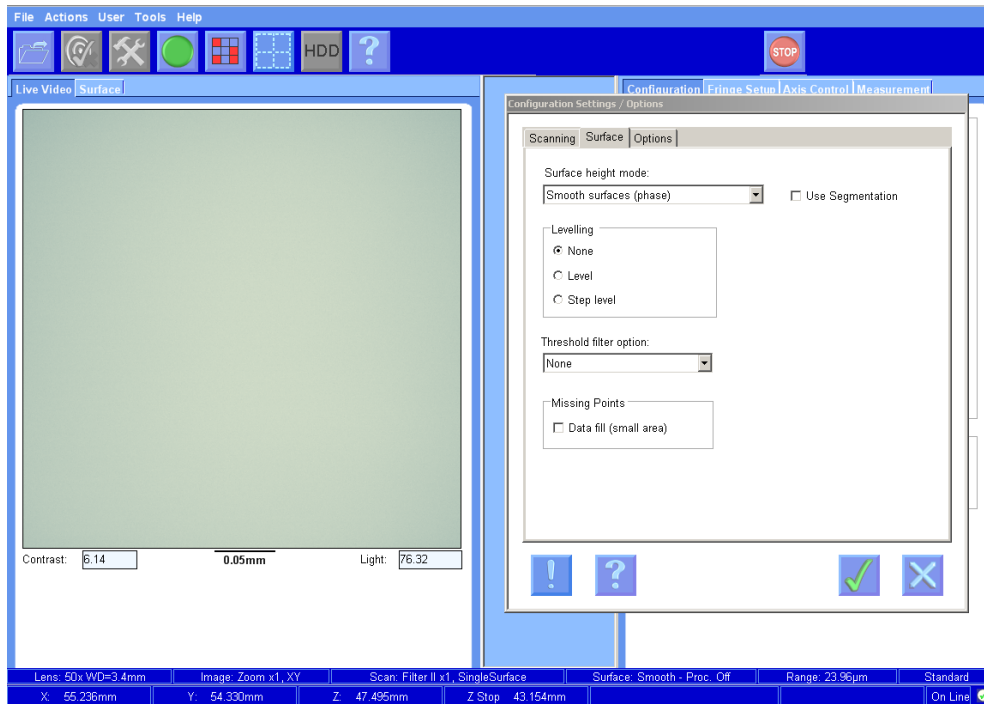 File Actions User Tools Help
HDD ? STOP
Live Video Surface
Configuration Fringe Setup Axis Control Measurement
Configuration Settings / Options
Scanning Surface Options
Surface height mode:
Smooth surfaces (phase)
Use Segmentation
Levelling
None
Level
Step level
Threshold filter option:
None
Missing Points
Data fill (small area)
! ?
Contrast: 6.14 0.05mm Light: 76.32
Lens: 50x WD=3.4mm Image: Zoom x1, XY Scan: Filter II x1, SingleSurface Surface: Smooth - Proc. Off Range: 23.96µm Standard
X: 55.236mm Y: 54.330mm Z: 47.495mm Z Stop 43.154mm On Line